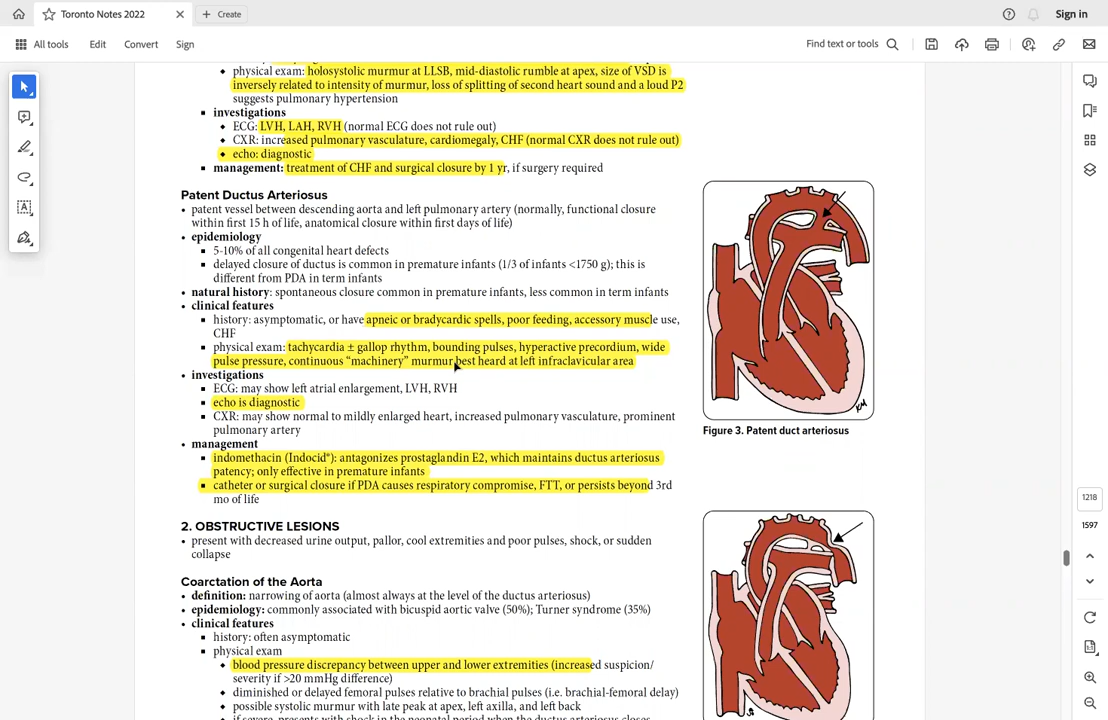 Toronto Notes 2022
Create
Sign in
All tools
Edit
Convert
Sign
Find text or tools
physical exam: holosystolic murmur at LLSB, mid-diastolic rumble at apex, size of VSD is
inversely related to intensity of murmur, loss of splitting of second heart sound and a loud P2
suggests pulmonary hypertension
investigations
ECG: LVH, LAH, RVH (normal ECG does not rule out)
CXR: increased pulmonary vasculature, cardiomegaly, CHF (normal CXR does not rule out)
echo: diagnostic
management: treatment of CHF and surgical closure by 1 yr, if surgery required
Patent Ductus Arteriosus
• patent vessel between descending aorta and left pulmonary artery (normally, functional closure
within first 15 h of life, anatomical closure within first days of life)
• epidemiology
5-10% of all congenital heart defects
delayed closure of ductus is common in premature infants (1/3 of infants <1750 g); this is
different from PDA in term infants
• natural history: spontaneous closure common in premature infants, less common in term infants
• clinical features
history: asymptomatic, or have apneic or bradycardic spells, poor feeding, accessory muscle use,
CHF
physical exam: tachycardia ± gallop rhythm, bounding pulses, hyperactive precordium, wide
pulse pressure, continuous “machinery” murmur best heard at left infraclavicular area
• investigations
ECG: may show left atrial enlargement, LVH, RVH
echo is diagnostic
CXR: may show normal to mildly enlarged heart, increased pulmonary vasculature, prominent
pulmonary artery
• management
indomethacin (Indocid®): antagonizes prostaglandin E2, which maintains ductus arteriosus
patency; only effective in premature infants
catheter or surgical closure if PDA causes respiratory compromise, FTT, or persists beyond 3rd
mo of life
KM
Figure 3. Patent duct arteriosus
2. OBSTRUCTIVE LESIONS
• present with decreased urine output, pallor, cool extremities and poor pulses, shock, or sudden
collapse
Coarctation of the Aorta
• definition: narrowing of aorta (almost always at the level of the ductus arteriosus)
• epidemiology: commonly associated with bicuspid aortic valve (50%); Turner syndrome (35%)
• clinical features
history: often asymptomatic
physical exam
blood pressure discrepancy between upper and lower extremities (increased suspicion/
severity if >20 mmHg difference)
diminished or delayed femoral pulses relative to brachial pulses (i.e. brachial-femoral delay)
possible systolic murmur with late peak at apex, left axilla, and left back
if severe, presents with shock in the neonatal period when the ductus arteriosus closes
1218
1597